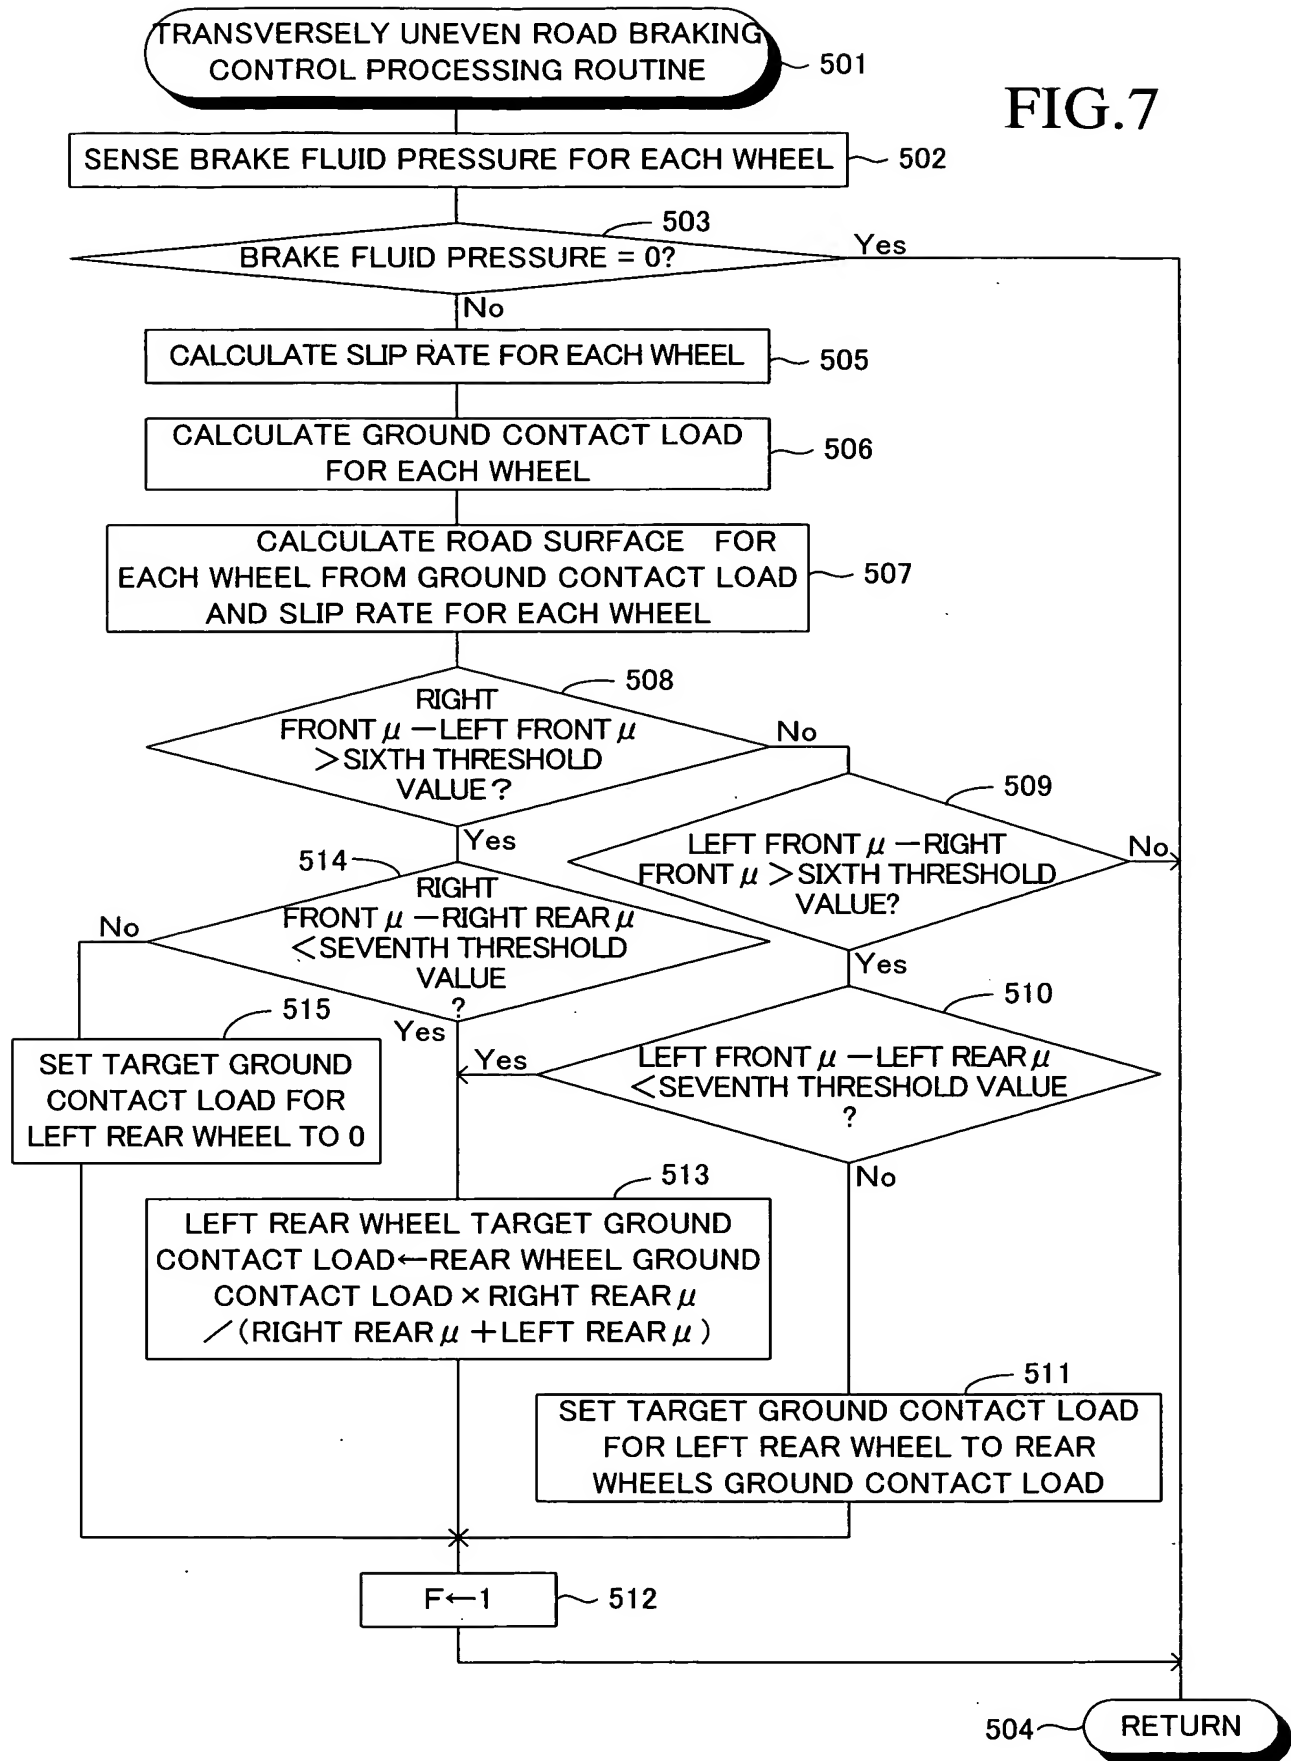 TRANSVERSELY UNEVEN ROAD BRAKING
CONTROL PROCESSING ROUTINE
501
FIG.7
SENSE BRAKE FLUID PRESSURE FOR EACH WHEEL
502
503
BRAKE FLUID PRESSURE = 0?
Yes
No
CALCULATE SLIP RATE FOR EACH WHEEL
505
CALCULATE GROUND CONTACT LOAD
FOR EACH WHEEL
506
CALCULATE ROAD SURFACE FOR
EACH WHEEL FROM GROUND CONTACT LOAD
AND SLIP RATE FOR EACH WHEEL
507
508
RIGHT
FRONT μ －LEFT FRONT μ
＞SIXTH THRESHOLD
VALUE？
No
Yes
509
LEFT FRONT μ －RIGHT
FRONT μ ＞SIXTH THRESHOLD
VALUE?
No
Yes
514
RIGHT
FRONT μ －RIGHT REAR μ
＜SEVENTH THRESHOLD
VALUE
?
No
Yes
510
LEFT FRONT μ －LEFT REAR μ
＜SEVENTH THRESHOLD VALUE
?
Yes
No
515
SET TARGET GROUND
CONTACT LOAD FOR
LEFT REAR WHEEL TO 0
513
LEFT REAR WHEEL TARGET GROUND
CONTACT LOAD←REAR WHEEL GROUND
CONTACT LOAD × RIGHT REAR μ
／(RIGHT REAR μ ＋LEFT REAR μ )
511
SET TARGET GROUND CONTACT LOAD
FOR LEFT REAR WHEEL TO REAR
WHEELS GROUND CONTACT LOAD
F←1
512
504
RETURN